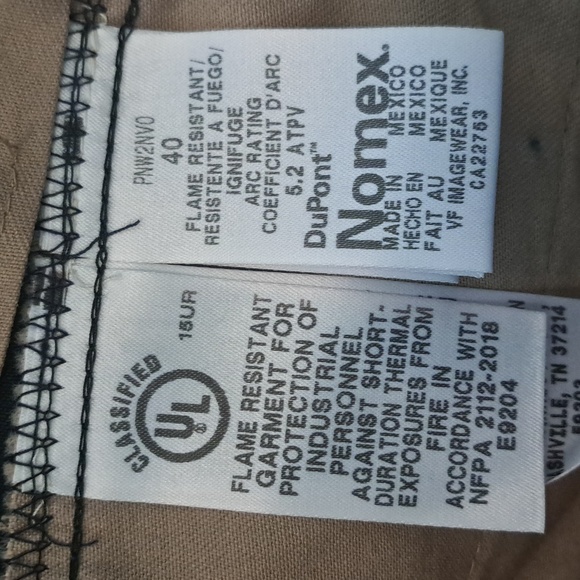 PNW2NV0
40
FLAME RESISTANT/
RESISTENTE A FUEGO/
IGNIFUGE
ARC RATING
COEFFICIENT D'ARC
5.2 ATPV
DuPont™
Nomex®
MADE IN MEXICO
HECHO EN MEXICO
FAIT AU MEXIQUE
VF IMAGEWEAR, INC.
CA22753
CLASSIFIED
UL®
15UR
FLAME RESISTANT
GARMENT FOR
PROTECTION OF
INDUSTRIAL
PERSONNEL
AGAINST SHORT-
DURATION THERMAL
EXPOSURES FROM
FIRE IN
ACCORDANCE WITH
NFPA 2112-2018
E9204
TN 37214